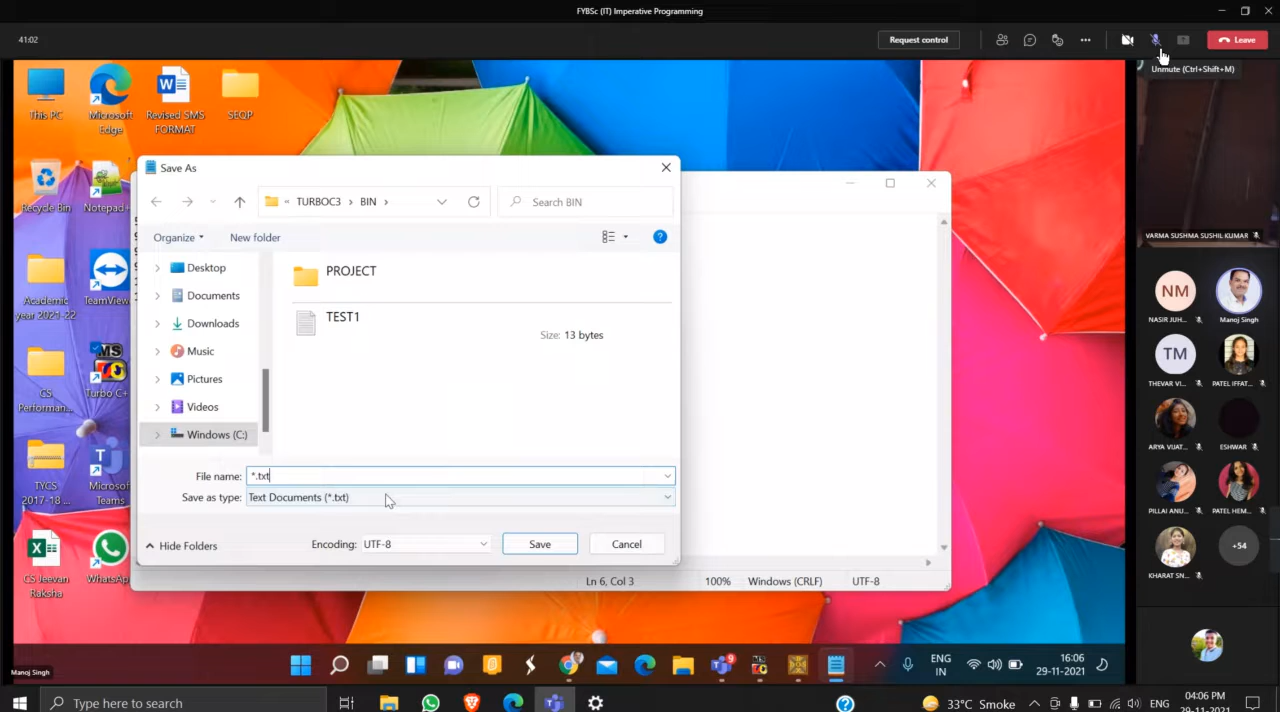 FYBSc (IT) Imperative Programming
41:02
Request control
Leave
Unmute (Ctrl+Shift+M)
This PC
Microsoft Edge
Revised SMS FORMAT
SEQP
Recycle Bin
Notepad+
Academic year 2021-22
TeamView
CS Performan...
Turbo C+
TYCS 2017-18 ...
Microsof Teams
CS Jeevan Raksha
WhatsAp
Save As
TURBOC3 › BIN ›
Search BIN
Organize
New folder
Desktop
Documents
Downloads
Music
Pictures
Videos
Windows (C:)
PROJECT
TEST1
Size: 13 bytes
File name: *.txt
Save as type: Text Documents (*.txt)
Hide Folders
Encoding: UTF-8
Save
Cancel
Ln 6, Col 3
100%
Windows (CRLF)
UTF-8
VARMA SUSHMA SUSHIL KUMAR
NM
NASIR JUH...
Manoj Singh
TM
THEVAR VI...
PATEL IFFAT...
ARYA VIJAT...
ESHWAR
PILLAI ANU...
PATEL HEM...
KHARAT SN...
+54
Manoj Singh
9
ENG
IN
16:06
29-11-2021
Type here to search
33°C Smoke
ENG
04:06 PM
29-11-2021